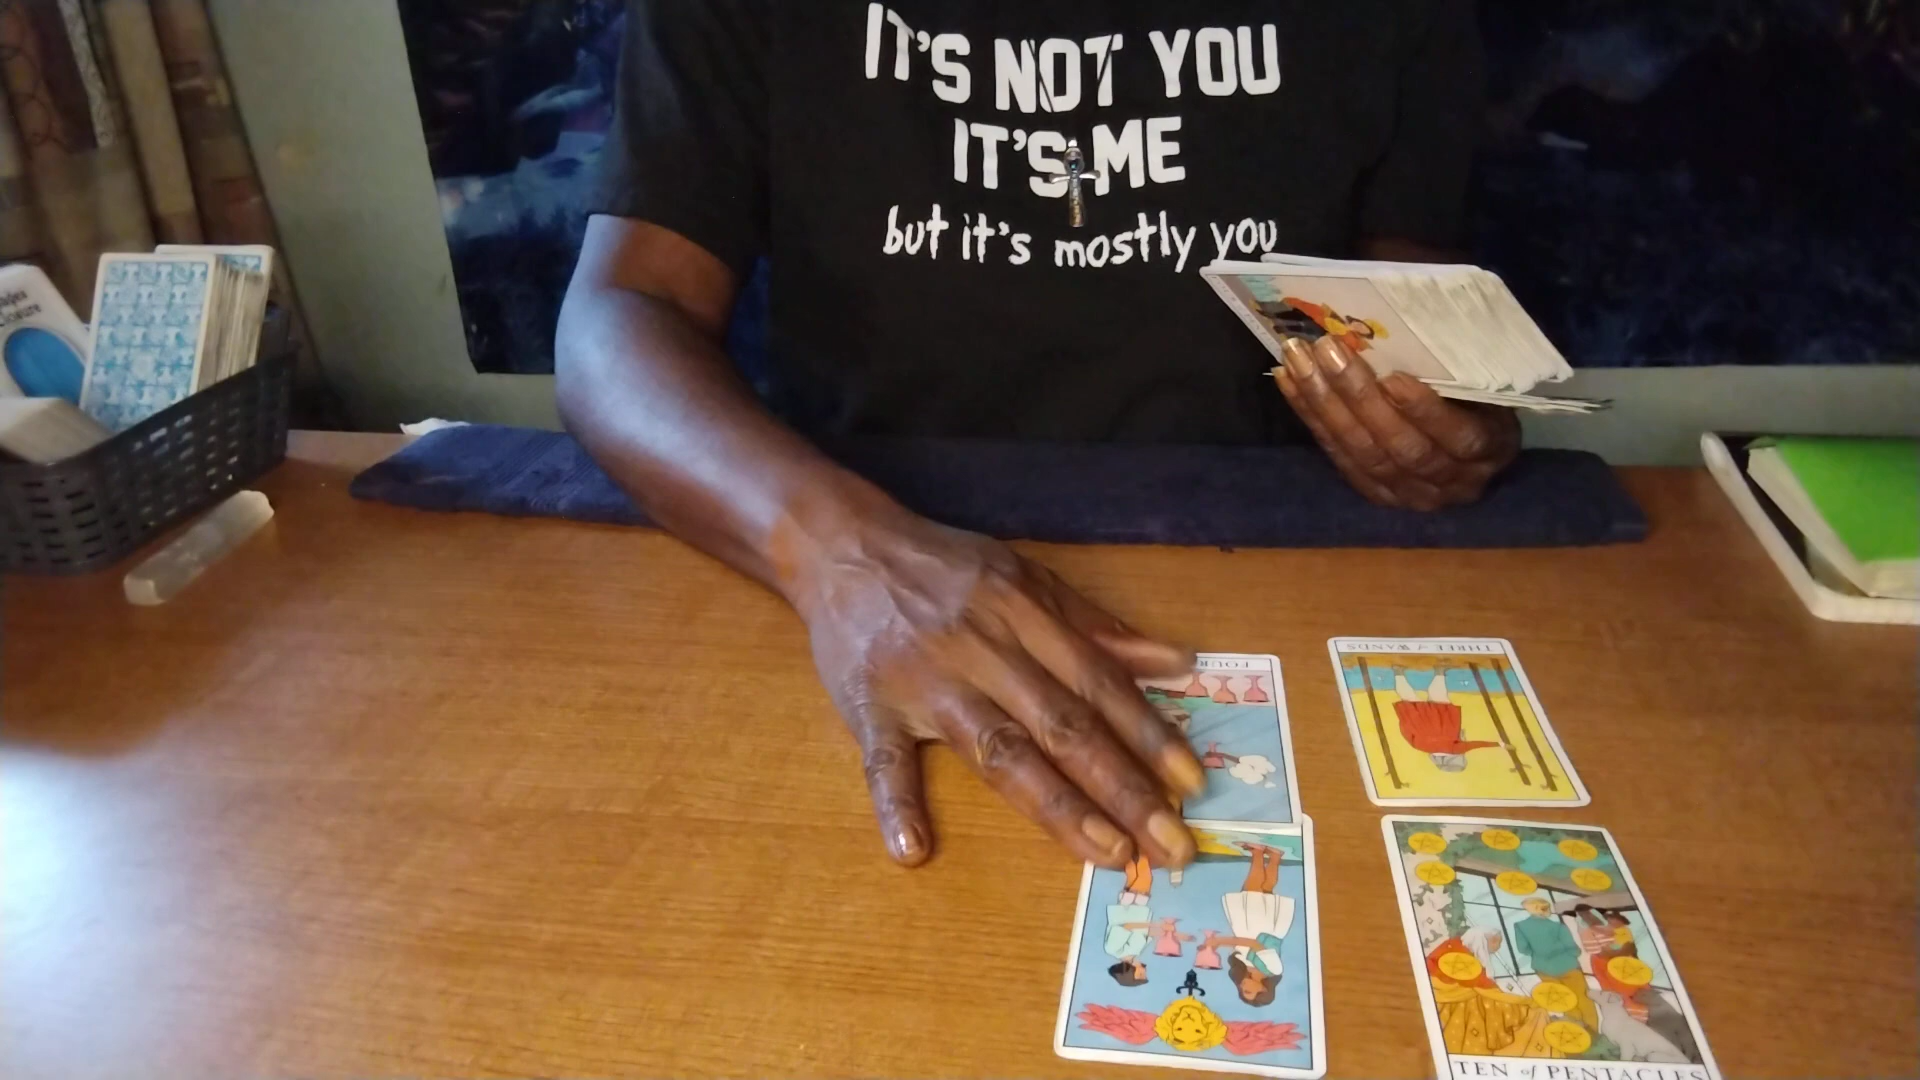 IT'S NOT YOU
IT'S ME
but it's mostly you
FOUR
THREE of WANDS
TEN of PENTACLES